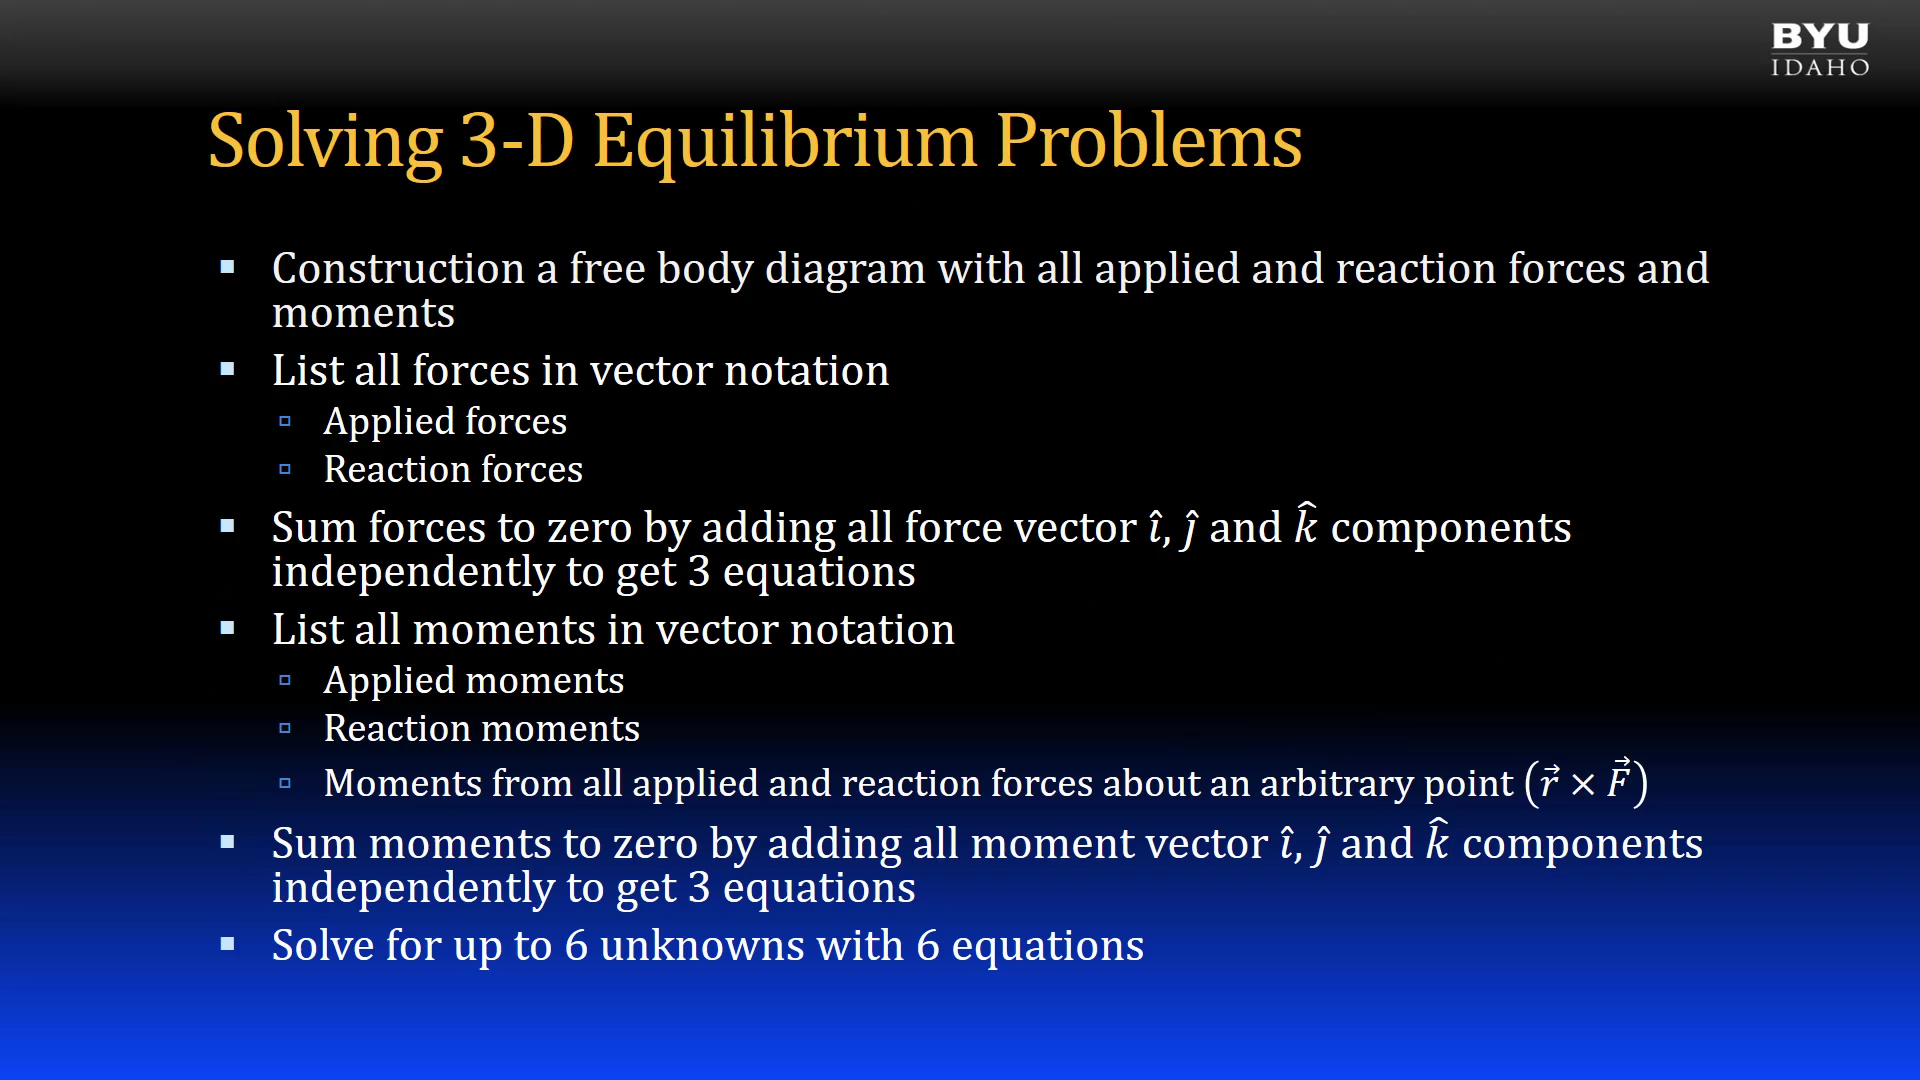 BYU
IDAHO
Solving 3-D Equilibrium Problems
▪ Construction a free body diagram with all applied and reaction forces and
moments
▪ List all forces in vector notation
▫ Applied forces
▫ Reaction forces
▪ Sum forces to zero by adding all force vector î, ĵ and k̂ components
independently to get 3 equations
▪ List all moments in vector notation
▫ Applied moments
▫ Reaction moments
▫ Moments from all applied and reaction forces about an arbitrary point (r⃗ × F⃗)
▪ Sum moments to zero by adding all moment vector î, ĵ and k̂ components
independently to get 3 equations
▪ Solve for up to 6 unknowns with 6 equations